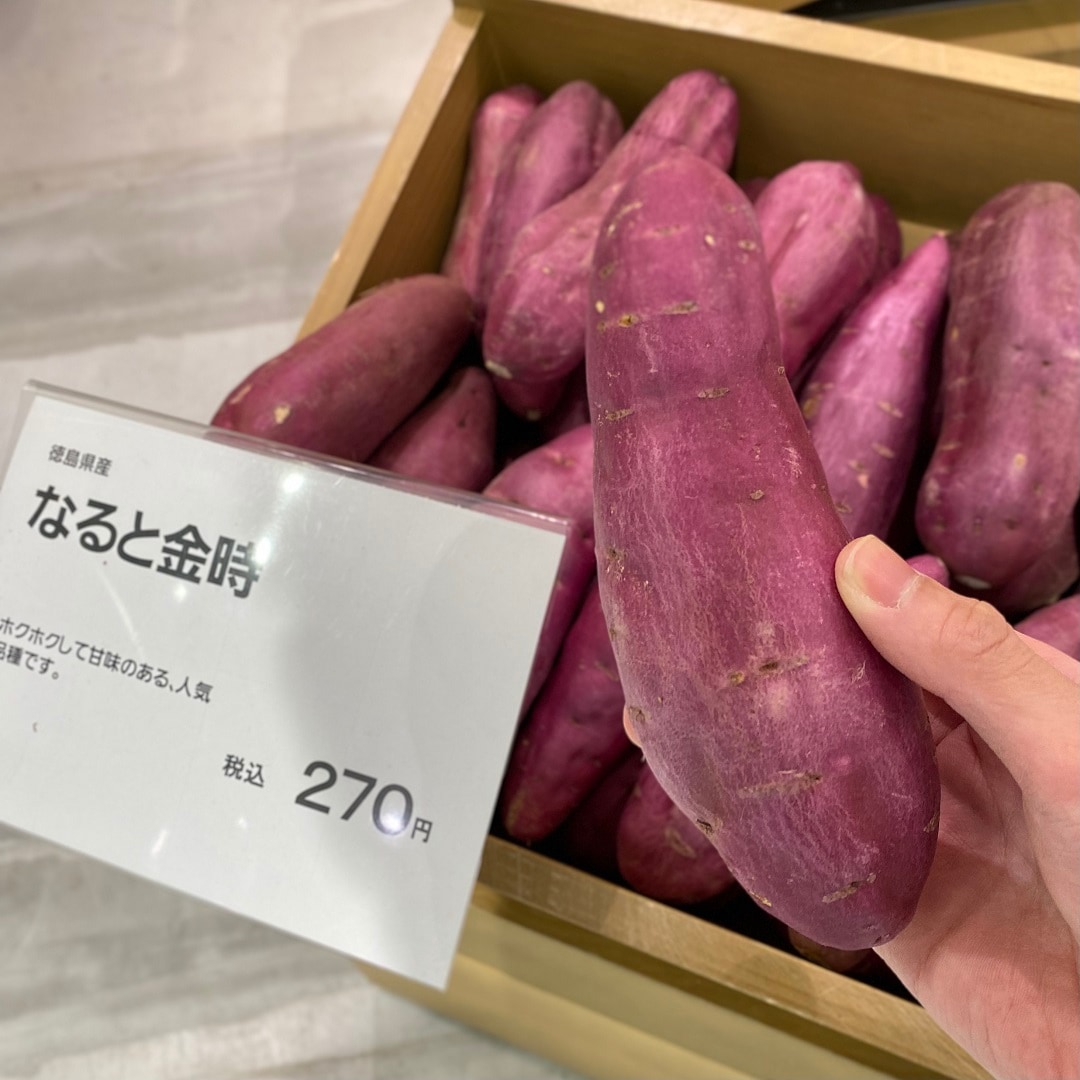 徳島県産
なると金時
ホクホクして甘味のある、人気
品種です。
税込 270円